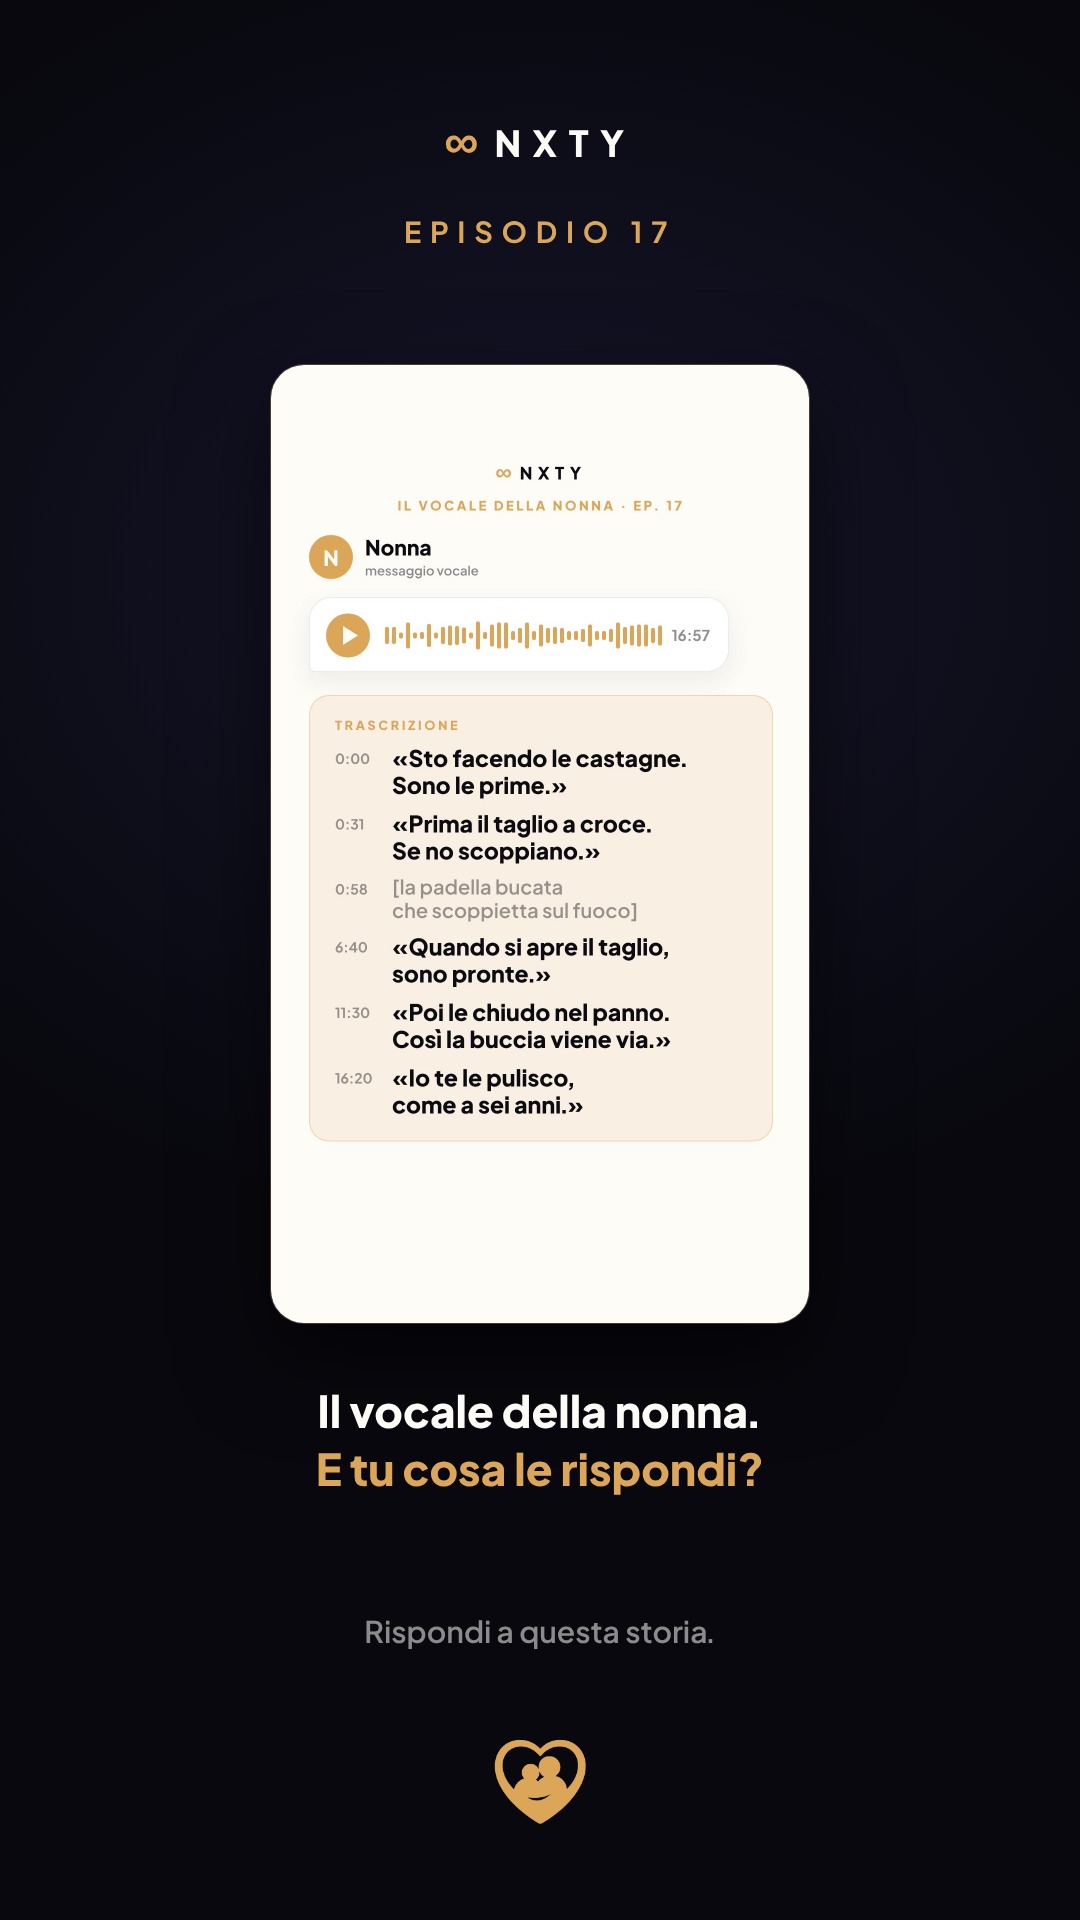 ∞ NXTY
EPISODIO 17
∞ NXTY
IL VOCALE DELLA NONNA · EP. 17
N
Nonna
messaggio vocale
16:57
TRASCRIZIONE
0:00 «Sto facendo le castagne.
Sono le prime.»
0:31 «Prima il taglio a croce.
Se no scoppiano.»
0:58 [la padella bucata
che scoppietta sul fuoco]
6:40 «Quando si apre il taglio,
sono pronte.»
11:30 «Poi le chiudo nel panno.
Così la buccia viene via.»
16:20 «Io te le pulisco,
come a sei anni.»
Il vocale della nonna.
E tu cosa le rispondi?
Rispondi a questa storia.